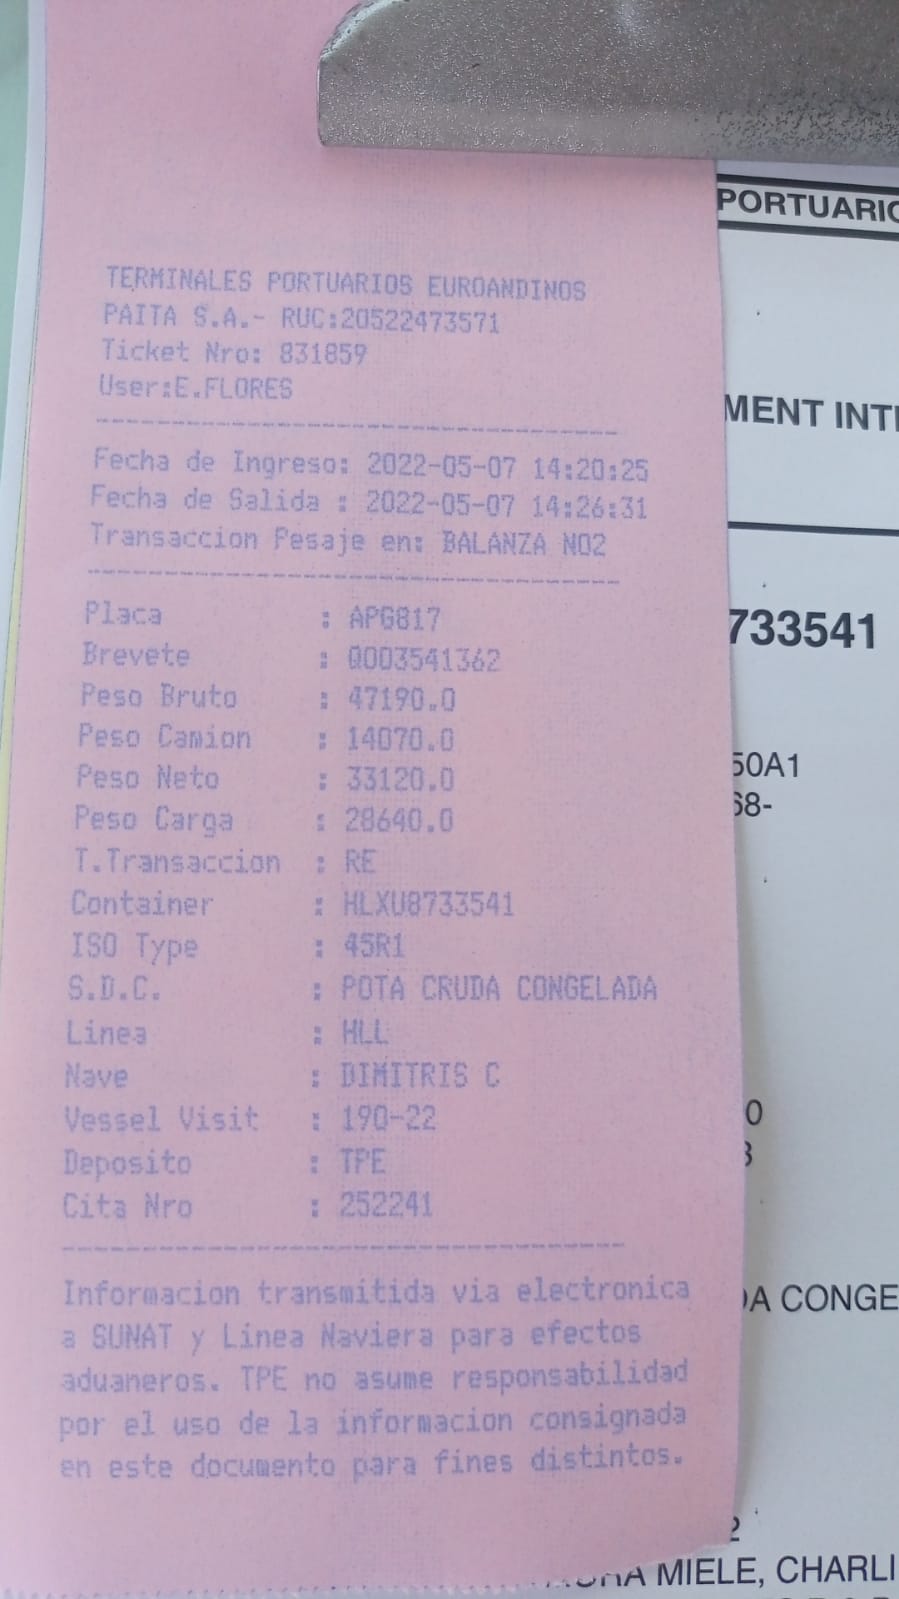 TERMINALES PORTUARIOS EUROANDINOS
PAITA S.A.- RUC:20522473571
Ticket Nro: 831859
User:E.FLORES
Fecha de Ingreso: 2022-05-07 14:20:25
Fecha de Salida : 2022-05-07 14:26:31
Transaccion Pesaje en: BALANZA NO2
Placa : APG817
Brevete : Q003541362
Peso Bruto : 47190.0
Peso Camion : 14070.0
Peso Neto : 33120.0
Peso Carga : 28640.0
T.Transaccion : RE
Container : HLXU8733541
ISO Type : 45R1
S.D.C. : POTA CRUDA CONGELADA
Linea : HLL
Nave : DIMITRIS C
Vessel Visit : 190-22
Deposito : TPE
Cita Nro : 252241
Informacion transmitida via electronica
a SUNAT y Linea Naviera para efectos
aduaneros. TPE no asume responsabilidad
por el uso de la informacion consignada
en este documento para fines distintos.
PORTUARIO
MENT INTE
733541
50A1
68-
0
A CONGE
2
MIELE, CHARLI